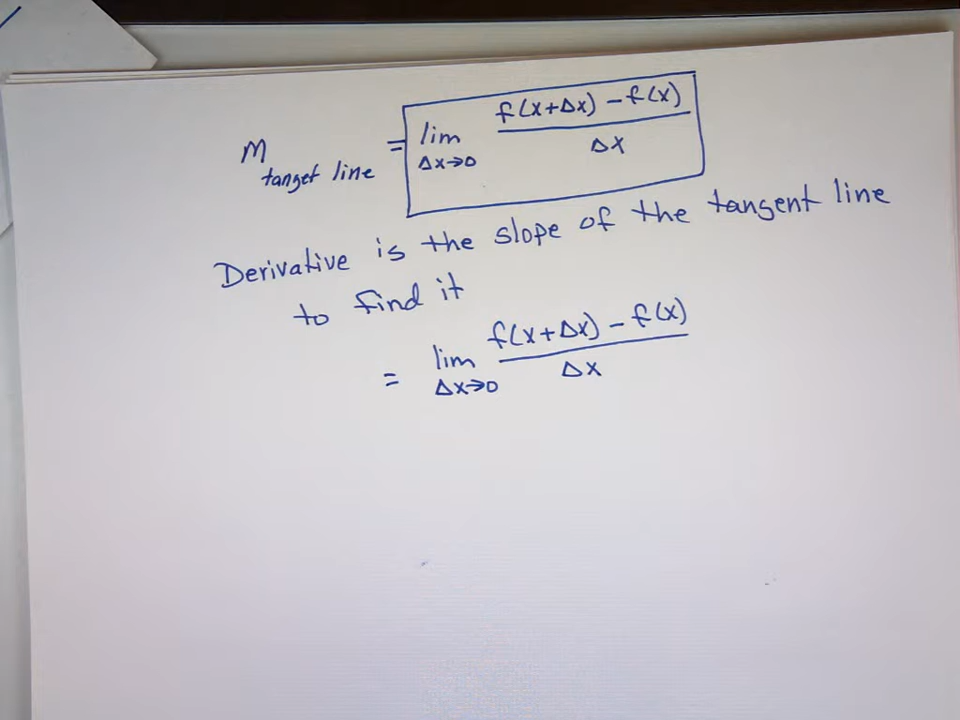 m tanget line = lim Δx→0 f(x+Δx) − f(x) / Δx
Derivative is the slope of the tangent line
to find it
= lim Δx→0 f(x+Δx) − f(x) / Δx